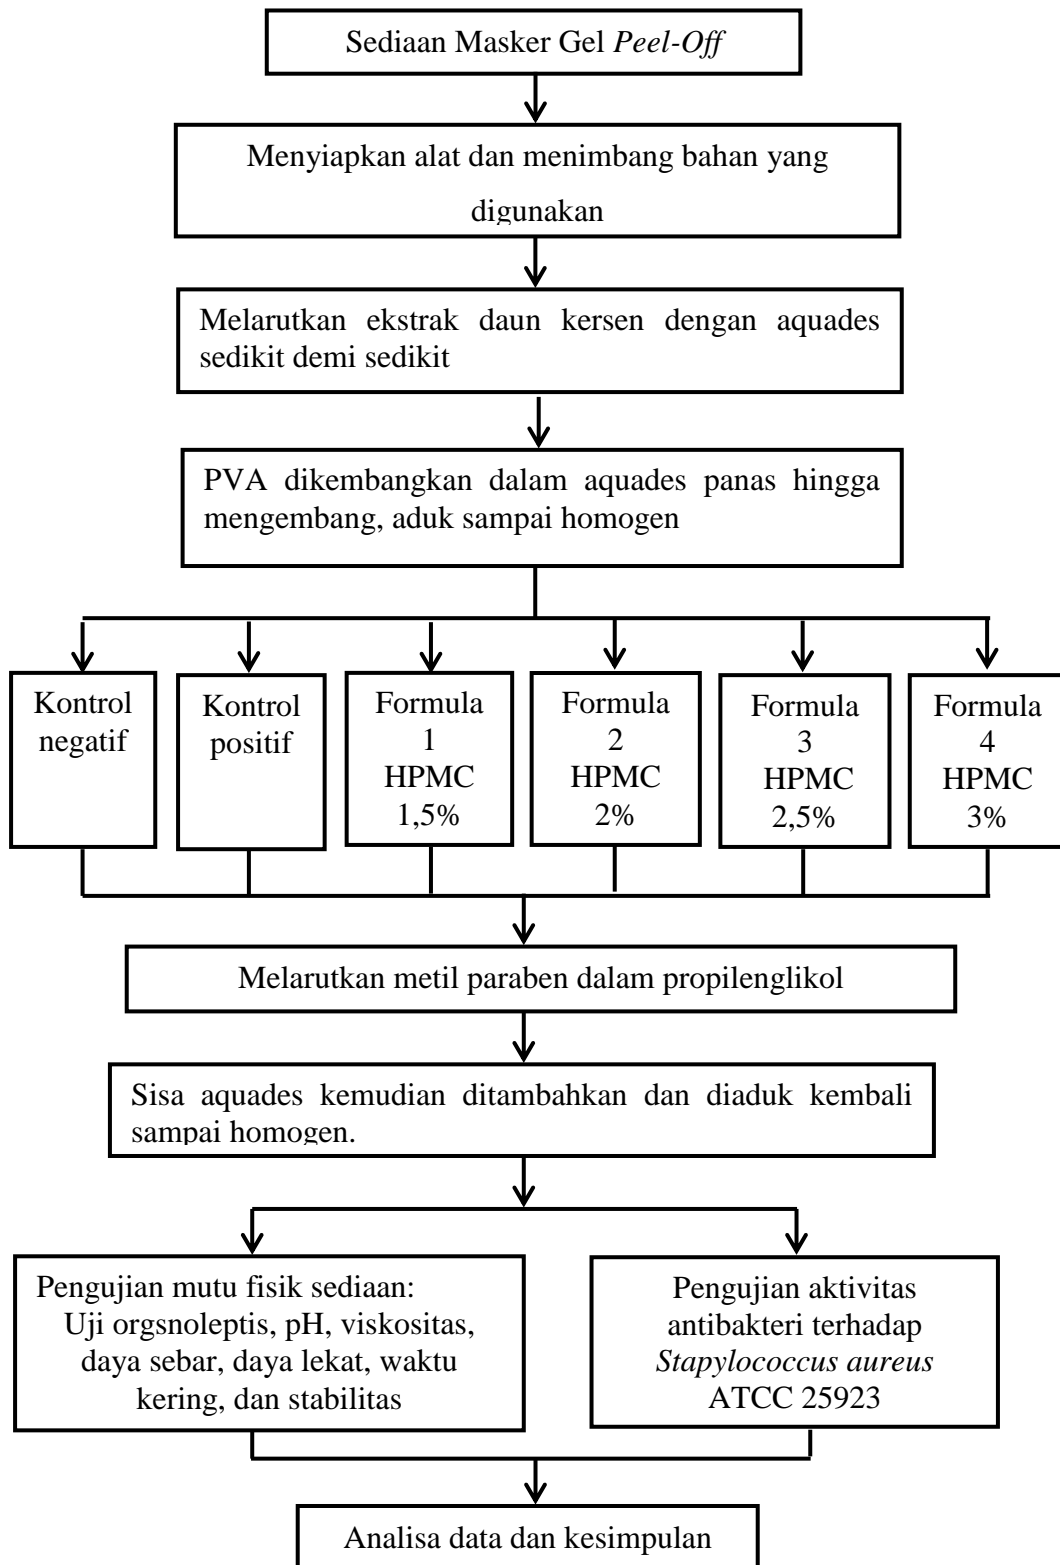 Sediaan Masker Gel Peel-Off
Menyiapkan alat dan menimbang bahan yang
digunakan
Melarutkan ekstrak daun kersen dengan aquades
sedikit demi sedikit
PVA dikembangkan dalam aquades panas hingga
mengembang, aduk sampai homogen
Kontrol
negatif
Kontrol
positif
Formula
1
HPMC
1,5%
Formula
2
HPMC
2%
Formula
3
HPMC
2,5%
Formula
4
HPMC
3%
Melarutkan metil paraben dalam propilenglikol
Sisa aquades kemudian ditambahkan dan diaduk kembali
sampai homogen.
Pengujian mutu fisik sediaan:
Uji orgsnoleptis, pH, viskositas,
daya sebar, daya lekat, waktu
kering, dan stabilitas
Pengujian aktivitas
antibakteri terhadap
Stapylococcus aureus
ATCC 25923
Analisa data dan kesimpulan